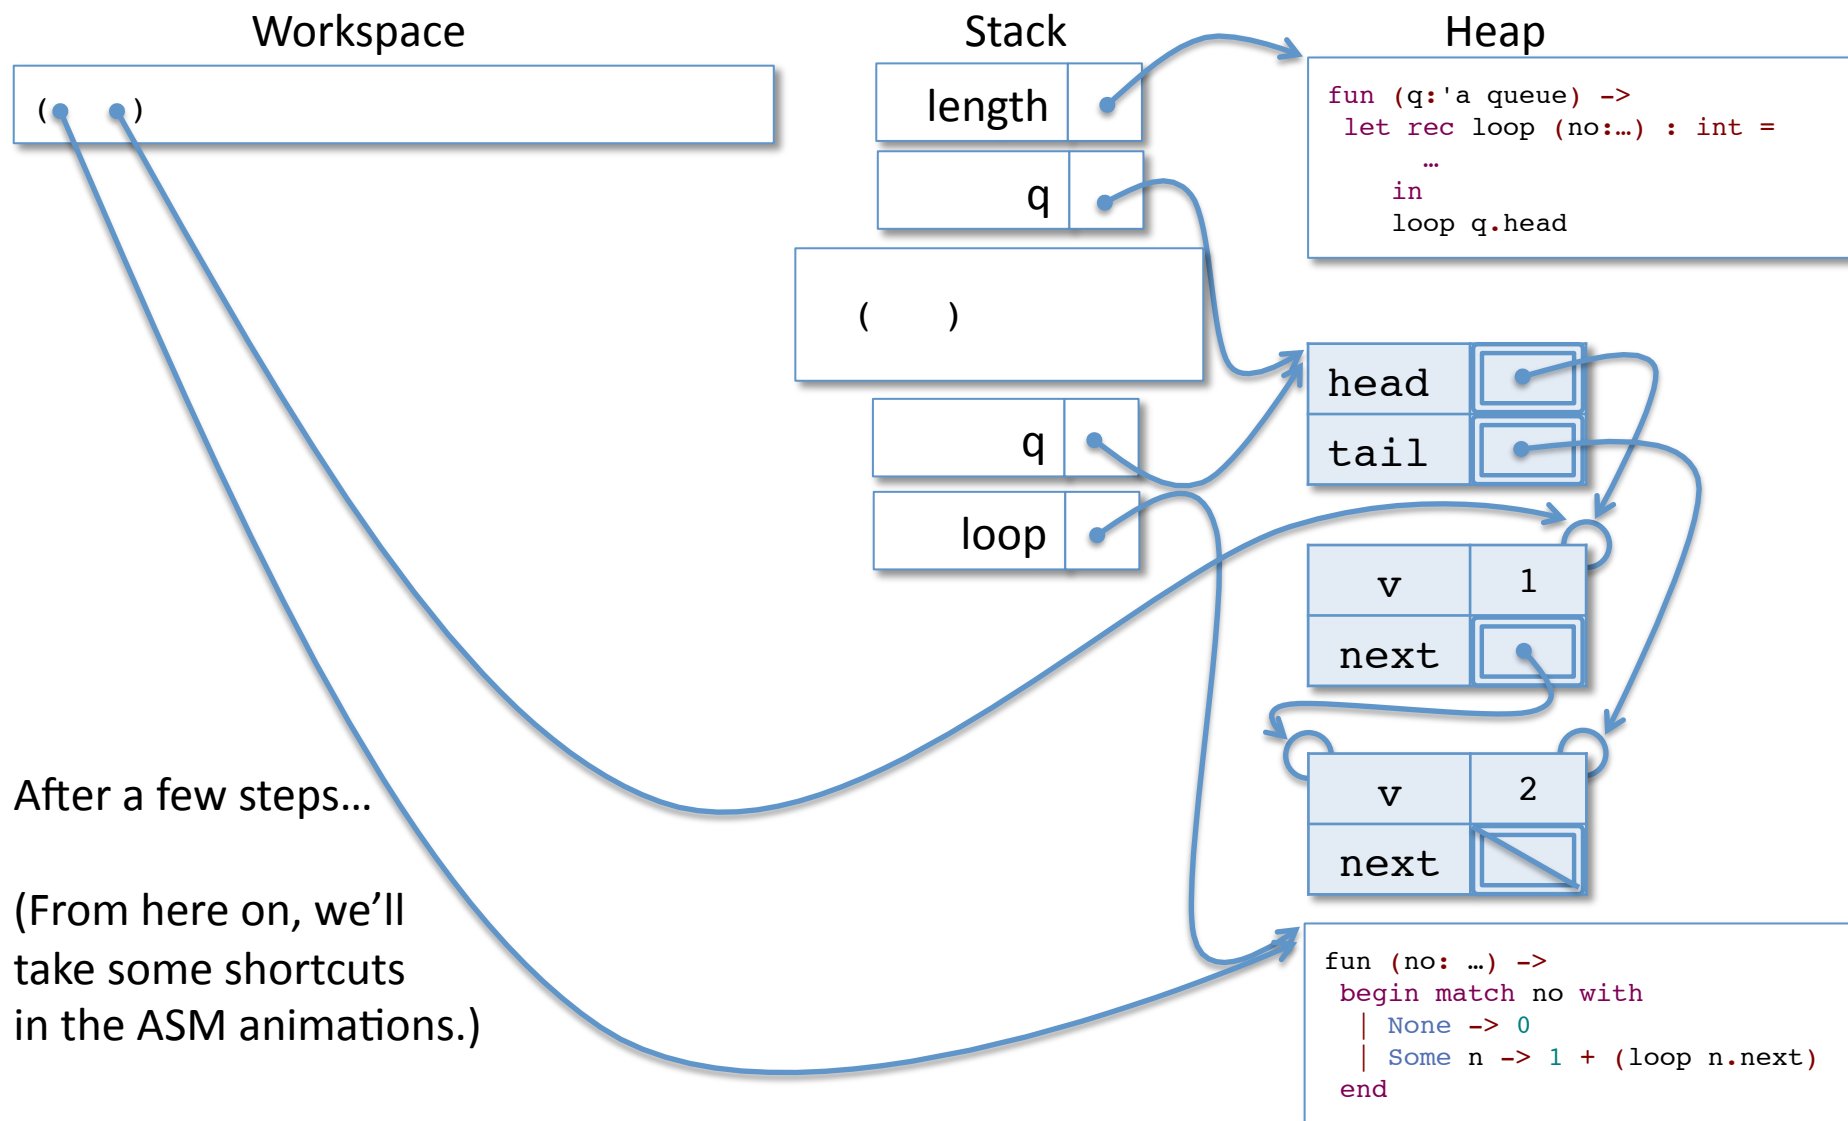 Workspace
Stack
Heap
( )
length
q
( )
q
loop
fun (q:'a queue) ->
let rec loop (no:…) : int =
…
in
loop q.head
head
tail
v 1
next
v 2
next
fun (no: …) ->
begin match no with
| None -> 0
| Some n -> 1 + (loop n.next)
end
After a few steps…
(From here on, we’ll
take some shortcuts
in the ASM animations.)